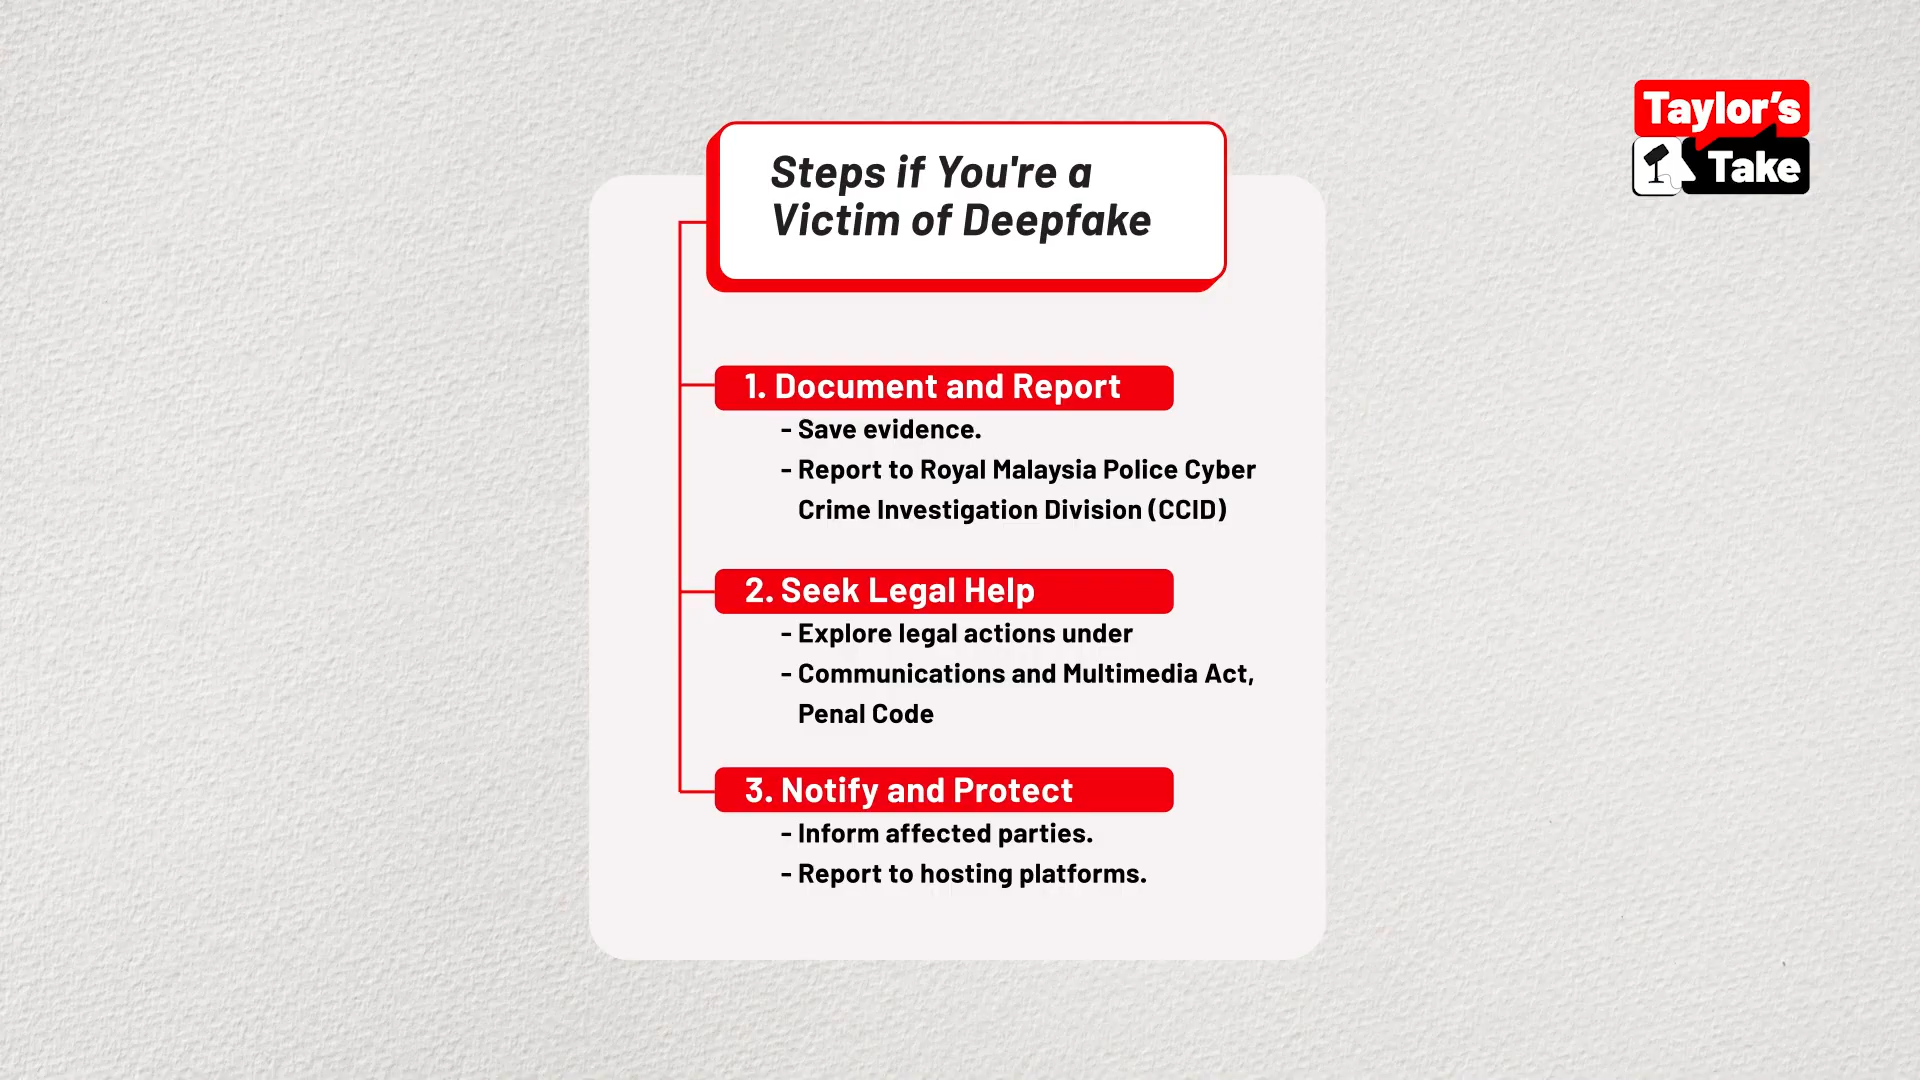 Taylor's
Take
Steps if You're a
Victim of Deepfake
1. Document and Report
- Save evidence.
- Report to Royal Malaysia Police Cyber
Crime Investigation Division (CCID)
2. Seek Legal Help
- Explore legal actions under
- Communications and Multimedia Act,
Penal Code
3. Notify and Protect
- Inform affected parties.
- Report to hosting platforms.